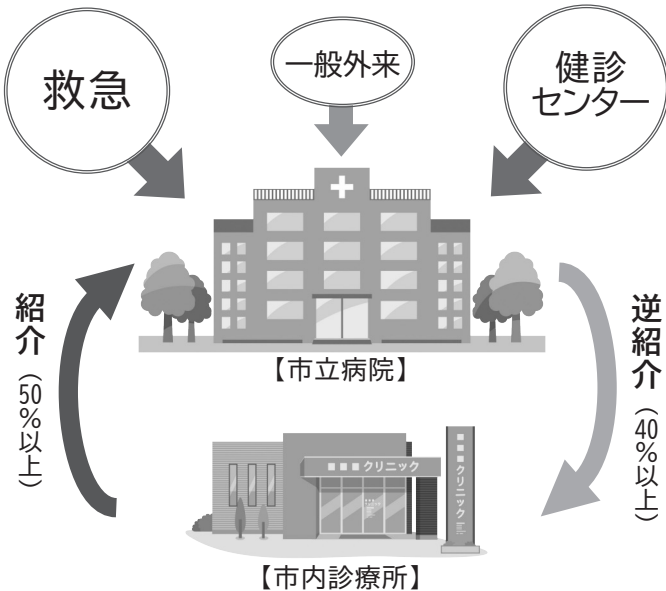 救急
一般外来
健診
センター
紹介（50%以上）
逆紹介（40%以上）
【市立病院】
■■■クリニック
■■■クリニック
【市内診療所】